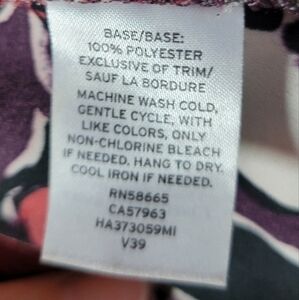 BASE/BASE:
100% POLYESTER
EXCLUSIVE OF TRIM/
SAUF LA BORDURE
MACHINE WASH COLD,
GENTLE CYCLE, WITH
LIKE COLORS, ONLY
NON-CHLORINE BLEACH
IF NEEDED. HANG TO DRY.
COOL IRON IF NEEDED.
RN58665
CA57963
HA373059MI
V39